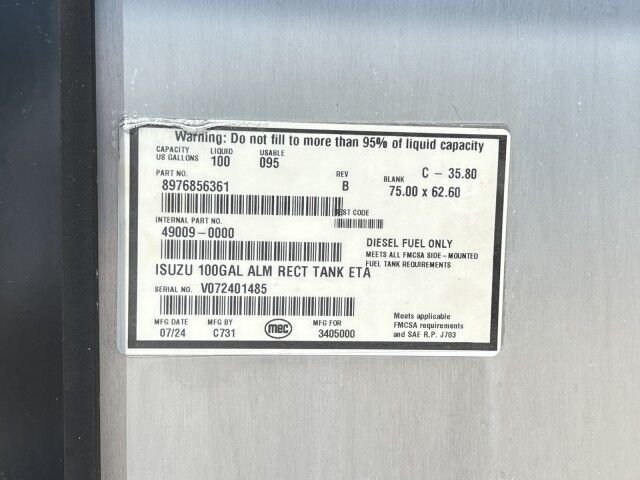 Warning: Do not fill to more than 95% of liquid capacity
CAPACITY US GALLONS LIQUID 100 USABLE 095
C - 35.80
PART NO.
8976856361
REV
B
BLANK
75.00 x 62.60
TEST CODE
INTERNAL PART NO.
49009-0000
DIESEL FUEL ONLY
MEETS ALL FMCSA SIDE-MOUNTED
FUEL TANK REQUIREMENTS
ISUZU 100GAL ALM RECT TANK ETA
SERIAL NO. V072401485
MFG DATE
07/24
MFG BY
C731
mec
MFG FOR
3405000
Meets applicable
FMCSA requirements
and SAE R.P. J703